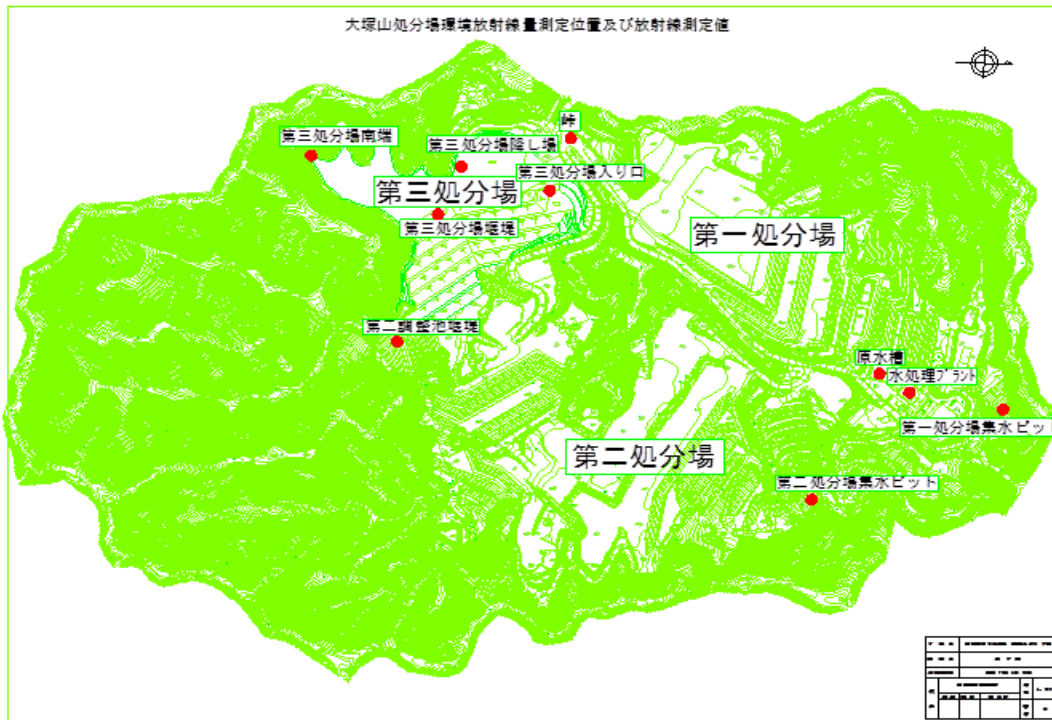 大塚山処分場環境放射線量測定位置及び放射線測定値
峠
第三処分場南端
第三処分場降し場
第三処分場入り口
第三処分場
第三処分場堰堤
第一処分場
第二調整池堰堤
原水槽
水処理プラント
第一処分場集水ピット
第二処分場
第二処分場集水ピット